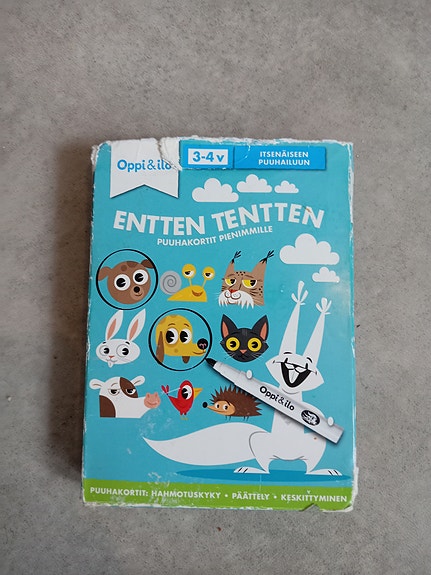 Oppi & ilo
3-4 v
ITSENÄISEEN
PUUHAILUUN
ENTTEN TENTTEN
PUUHAKORTIT PIENIMMILLE
Oppi & ilo
PUUHAKORTIT: HAHMOTUSKYKY • PÄÄTTELY • KESKITTYMINEN